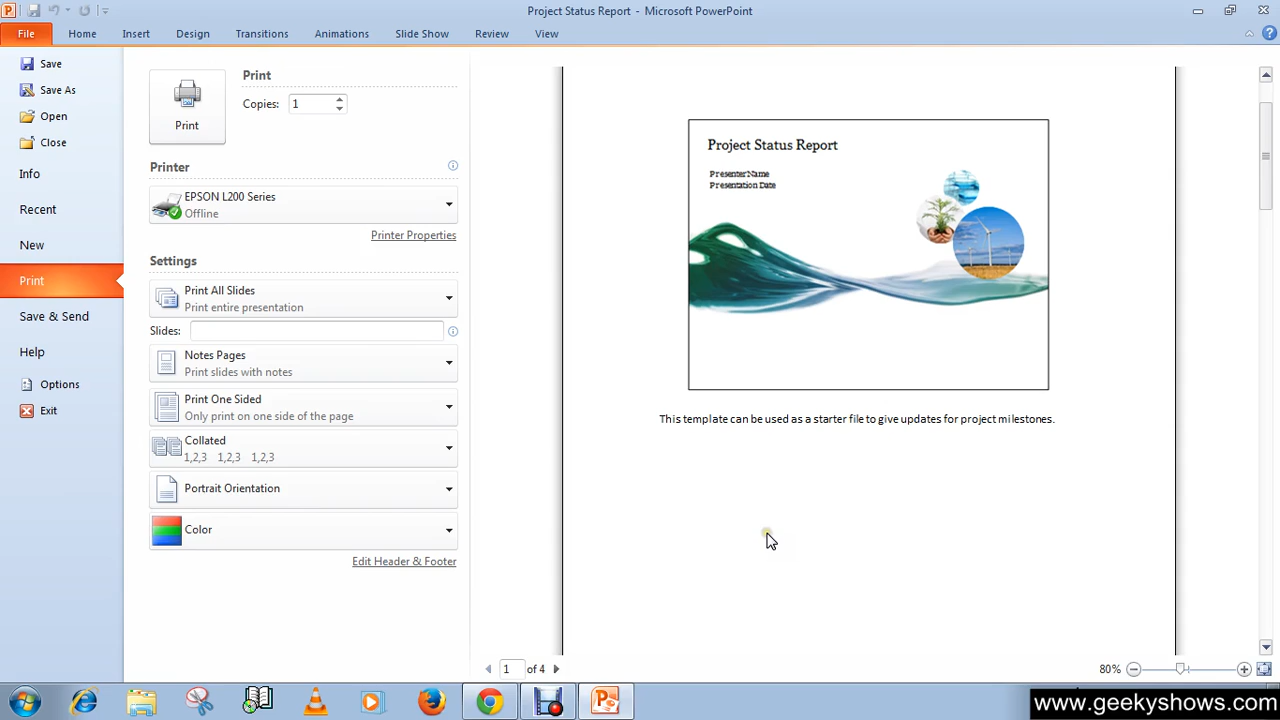 Project Status Report - Microsoft PowerPoint
File Home Insert Design Transitions Animations Slide Show Review View
Save
Save As
Open
Close
Info
Recent
New
Print
Save & Send
Help
Options
Exit
Print
Print
Copies: 1
Printer
EPSON L200 Series
Offline
Printer Properties
Settings
Print All Slides
Print entire presentation
Slides:
Notes Pages
Print slides with notes
Print One Sided
Only print on one side of the page
Collated
1,2,3 1,2,3 1,2,3
Portrait Orientation
Color
Edit Header & Footer
Project Status Report
Presenter Name
Presentation Date
This template can be used as a starter file to give updates for project milestones.
1 of 4
80%
www.geekyshows.com